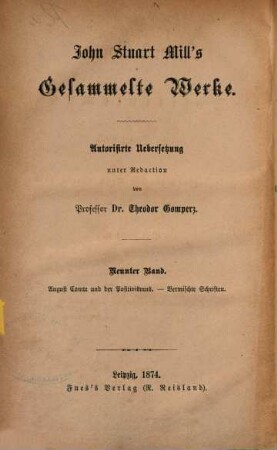 John Stuart Mill's
Gesammelte Werke.
Autorisirte Uebersetzung
unter Redaction
von
Professor Dr. Theodor Gomperz.
Neunter Band.
August Comte und der Positivismus. — Vermischte Schriften.
Leipzig, 1874.
Fues's Verlag (R. Reisland).